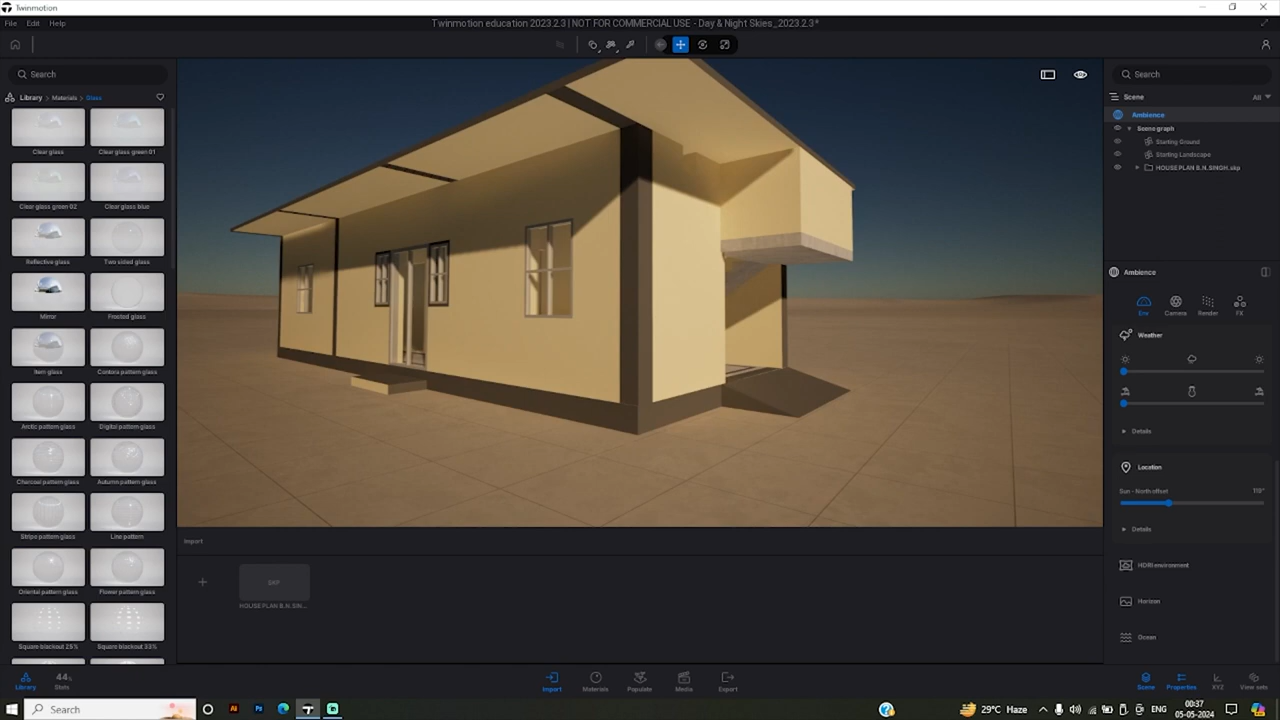 Twinmotion
File Edit Help
Twinmotion education 2023.2.3 | NOT FOR COMMERCIAL USE - Day & Night Skies_2023.2.3*
Search
Library > Materials > Glass
Clear glass
Clear glass green 01
Clear glass green 02
Clear glass blue
Reflective glass
Two sided glass
Mirror
Frosted glass
Item glass
Contora pattern glass
Arctic pattern glass
Digital pattern glass
Charcoal pattern glass
Autumn pattern glass
Stripe pattern glass
Line pattern
Oriental pattern glass
Flower pattern glass
Square blackout 25%
Square blackout 33%
Import
SKP
HOUSE PLAN B.N.SIN...
Search
Scene
All
Ambience
Scene graph
Starting Ground
Starting Landscape
HOUSE PLAN B.N.SINGH.skp
Ambience
Env Camera Render FX
Weather
Details
Location
Sun - North offset
110°
Details
HDRI environment
Horizon
Ocean
Library
44%
Stats
Import Materials Populate Media Export
Scene Properties XYZ View sets
Search
29°C Haze
00:37
05-05-2024